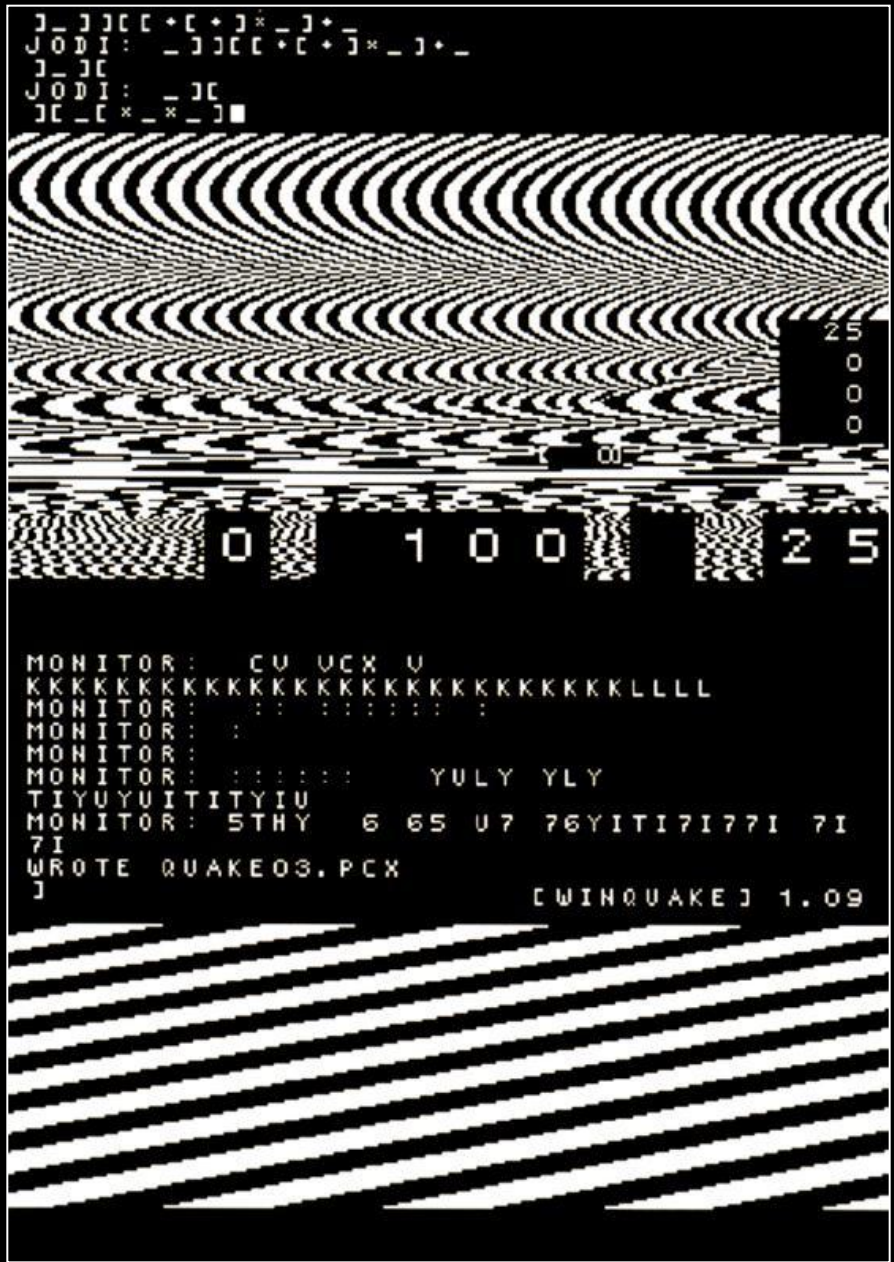 ]_]][[+[+]×_]+_
JODI: _]][[+[+]×_]+_
]_][
JODI: _][
][_[×_×_]
25
0
0
0
0 100 25
MONITOR: CV VCX V
KKKKKKKKKKKKKKKKKKKKKKKKKKKLLLL
MONITOR: :: :::::: :
MONITOR: :
MONITOR:
MONITOR: :::::: YULY YLY
TIYUYUITITYIU
MONITOR: 5THY 6 65 U7 76YITI7I77I 7I
7I
WROTE QUAKE03.PCX
]
[WINQUAKE] 1.09